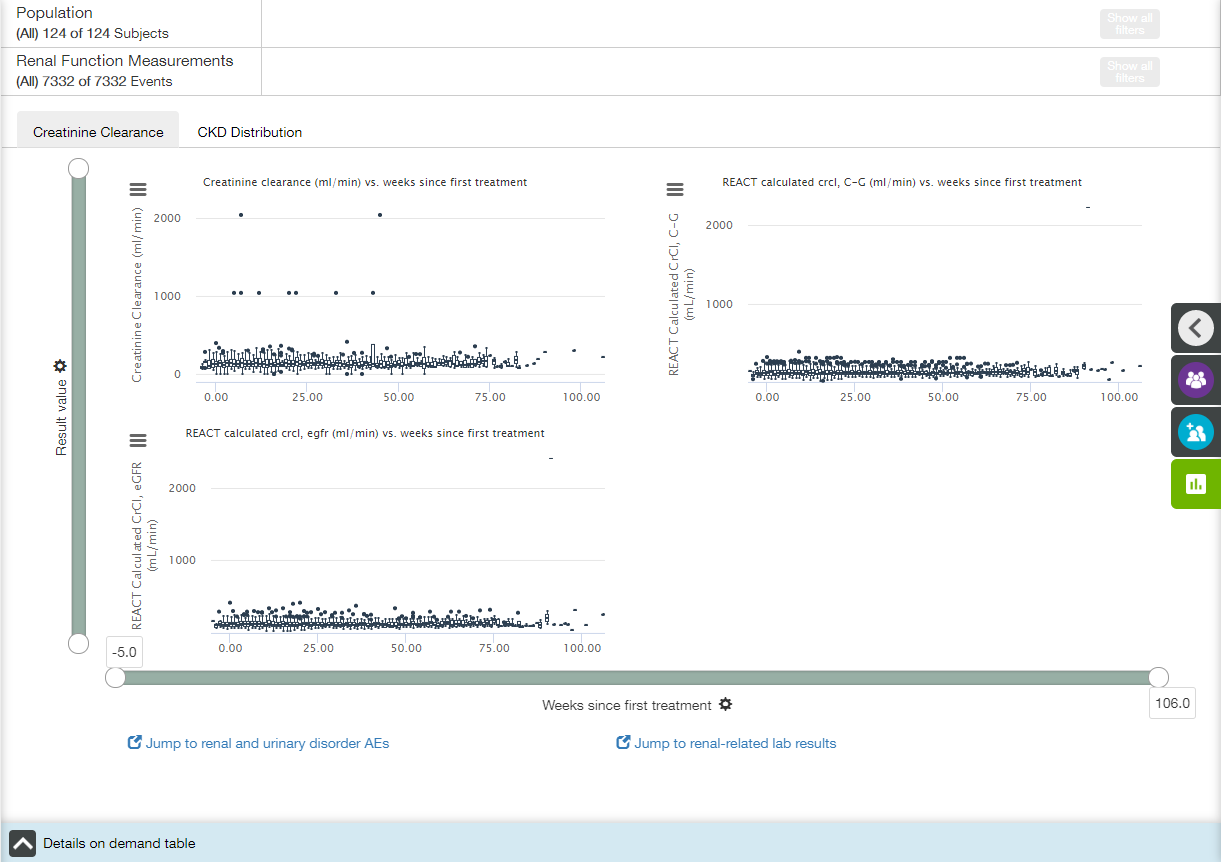 Population
(All) 124 of 124 Subjects
Show all
filters
Renal Function Measurements
(All) 7332 of 7332 Events
Show all
filters
Creatinine Clearance
CKD Distribution
Result value
Creatinine clearance (ml/min) vs. weeks since first treatment
Creatinine Clearance (ml/min)
2000
1000
0
0.00
25.00
50.00
75.00
100.00
REACT calculated crcl, C-G (ml/min) vs. weeks since first treatment
REACT Calculated CrCl, C-G
(mL/min)
2000
1000
0.00
25.00
50.00
75.00
100.00
REACT calculated crcl, egfr (ml/min) vs. weeks since first treatment
REACT Calculated CrCl, eGFR
(mL/min)
2000
1000
0.00
25.00
50.00
75.00
100.00
-5.0
Weeks since first treatment
106.0
Jump to renal and urinary disorder AEs
Jump to renal-related lab results
Details on demand table